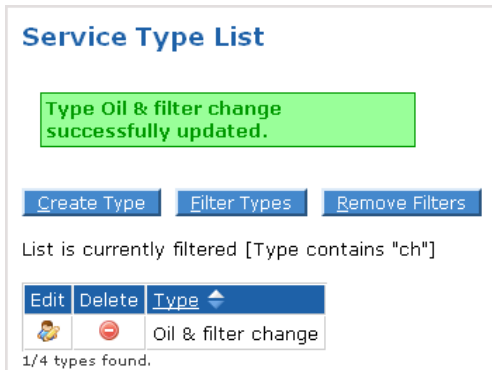 Service Type List
Type Oil & filter change
successfully updated.
Create Type Filter Types Remove Filters
List is currently filtered [Type contains "ch"]
Edit Delete Type
Oil & filter change
1/4 types found.